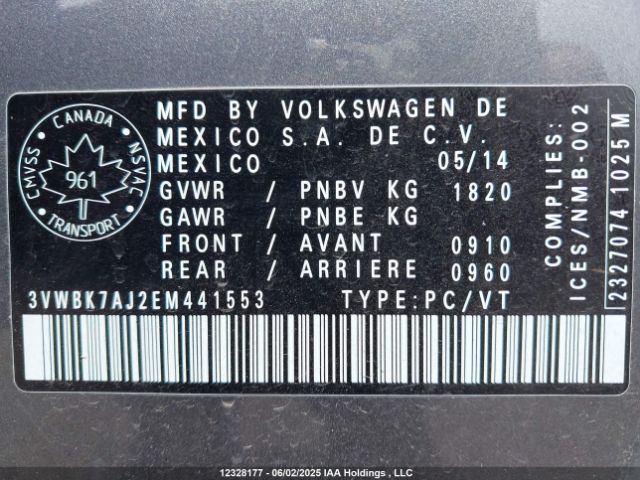 CANADA
CMVSS
NSVAC
961
TRANSPORT
MFD BY VOLKSWAGEN DE
MEXICO S.A. DE C.V.
MEXICO 05/14
GVWR / PNBV KG 1820
GAWR / PNBE KG
FRONT / AVANT 0910
REAR / ARRIERE 0960
3VWBK7AJ2EM441553 TYPE:PC/VT
COMPLIES:
ICES/NMB-002
2327074 1025 M
12328177 - 06/02/2025 IAA Holdings , LLC